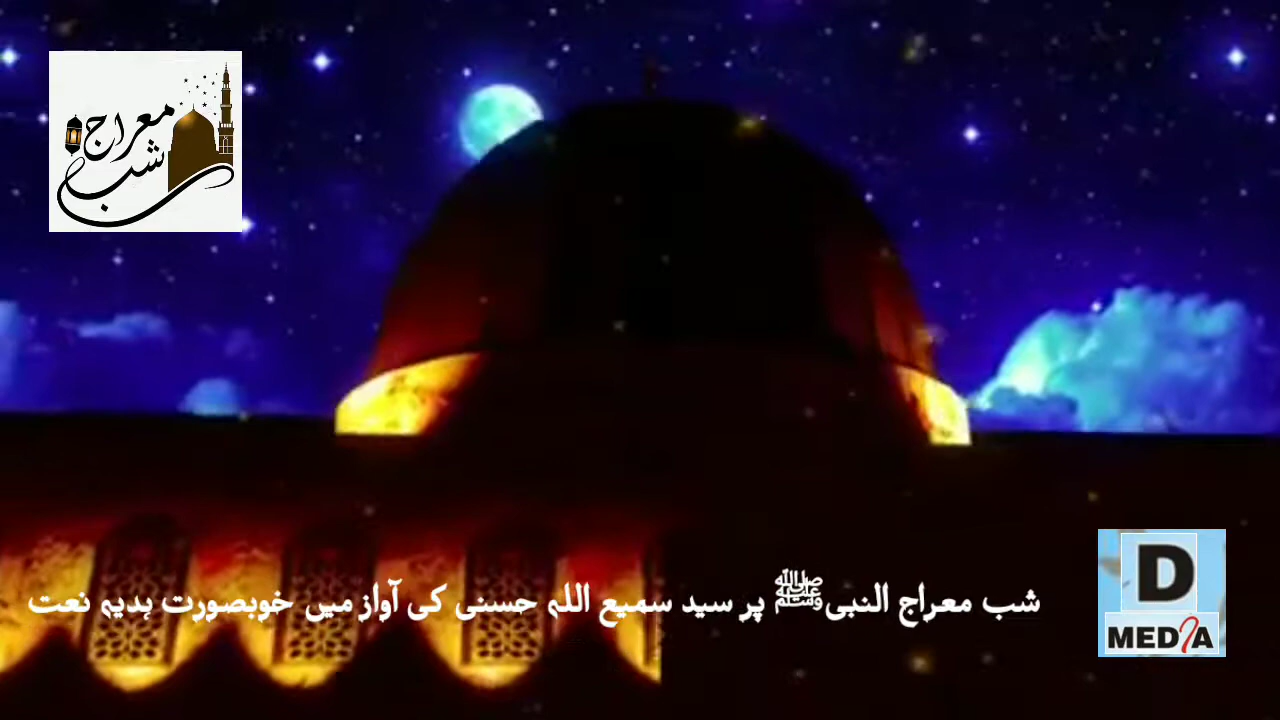 شب معراج
شب معراج النبیﷺ پر سید سمیع اللہ حسنی کی آواز میں خوبصورت ہدیہ نعت
D
MEDIA